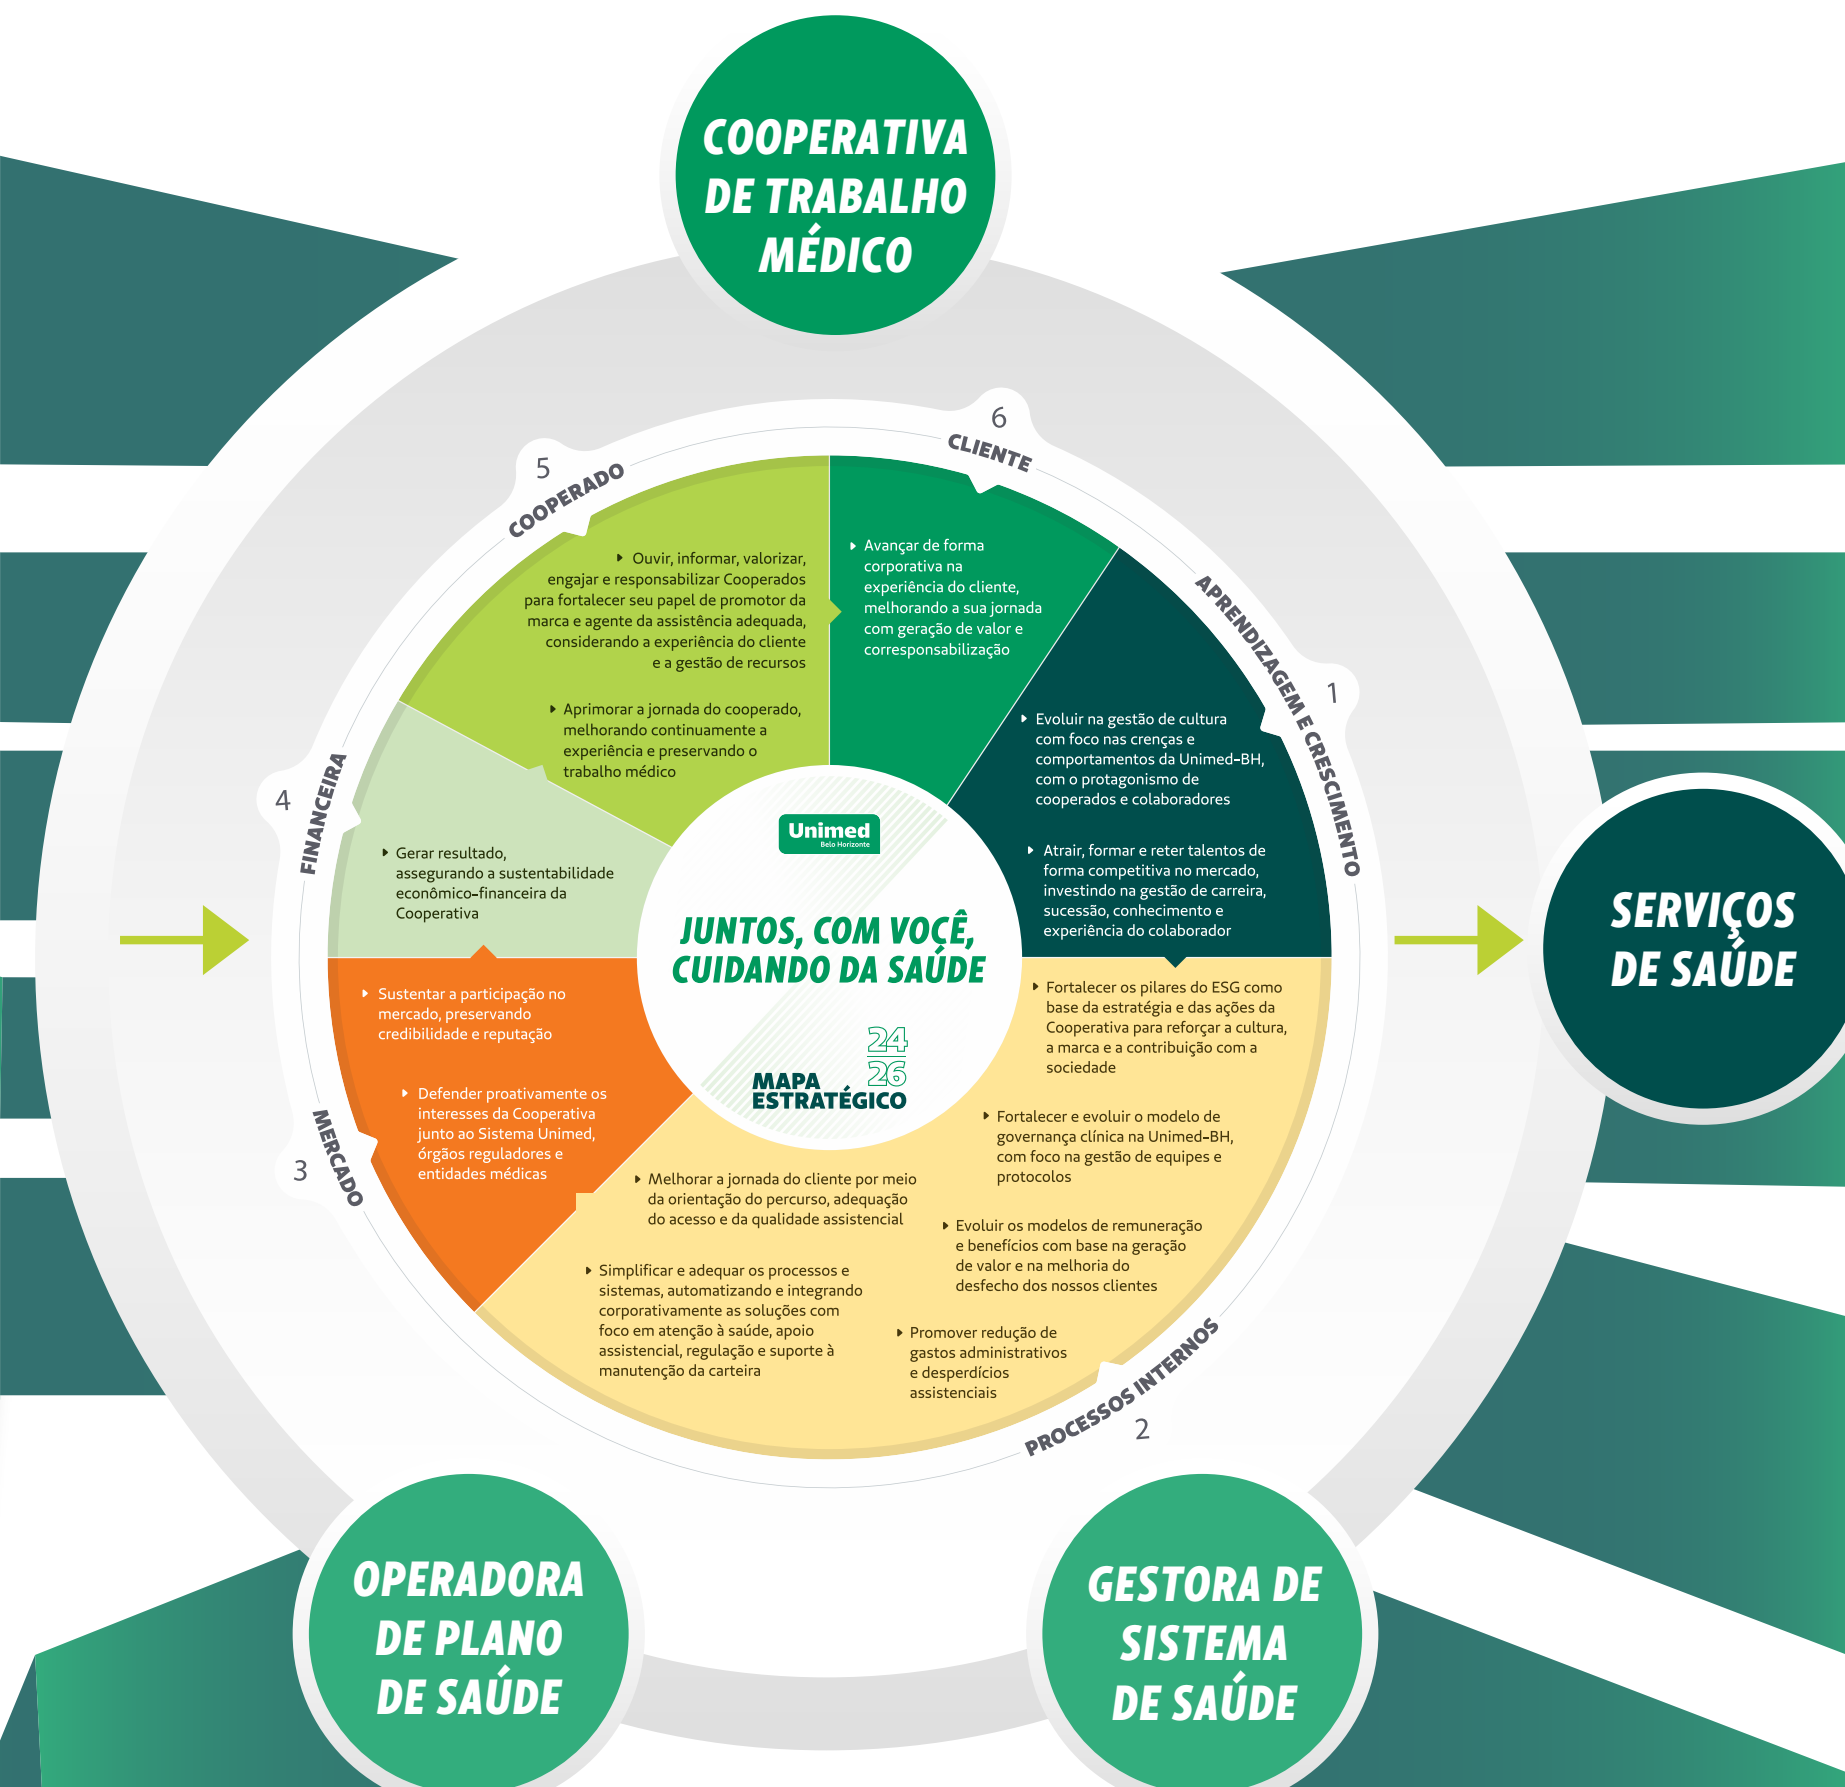 COOPERATIVA
DE TRABALHO
MÉDICO
6
CLIENTE
5
COOPERADO
Ouvir, informar, valorizar,
engajar e responsabilizar Cooperados
para fortalecer seu papel de promotor da
marca e agente da assistência adequada,
considerando a experiência do cliente
e a gestão de recursos
Aprimorar a jornada do cooperado,
melhorando continuamente a
experiência e preservando o
trabalho médico
Avançar de forma
corporativa na
experiência do cliente,
melhorando a sua jornada
com geração de valor e
corresponsabilização
APRENDIZAGEM E CRESCIMENTO
1
Evoluir na gestão de cultura
com foco nas crenças e
comportamentos da Unimed-BH,
com o protagonismo de
cooperados e colaboradores
Atrair, formar e reter talentos de
forma competitiva no mercado,
investindo na gestão de carreira,
sucessão, conhecimento e
experiência do colaborador
4
FINANCEIRA
Gerar resultado,
assegurando a sustentabilidade
econômico-financeira da
Cooperativa
Unimed
Belo Horizonte
JUNTOS, COM VOCÊ,
CUIDANDO DA SAÚDE
24
26
MAPA
ESTRATÉGICO
SERVIÇOS
DE SAÚDE
3
MERCADO
Sustentar a participação no
mercado, preservando
credibilidade e reputação
Defender proativamente os
interesses da Cooperativa
junto ao Sistema Unimed,
órgãos reguladores e
entidades médicas
Fortalecer os pilares do ESG como
base da estratégia e das ações da
Cooperativa para reforçar a cultura,
a marca e a contribuição com a
sociedade
Fortalecer e evoluir o modelo de
governança clínica na Unimed-BH,
com foco na gestão de equipes e
protocolos
Melhorar a jornada do cliente por meio
da orientação do percurso, adequação
do acesso e da qualidade assistencial
Evoluir os modelos de remuneração
e benefícios com base na geração
de valor e na melhoria do
desfecho dos nossos clientes
Simplificar e adequar os processos e
sistemas, automatizando e integrando
corporativamente as soluções com
foco em atenção à saúde, apoio
assistencial, regulação e suporte à
manutenção da carteira
Promover redução de
gastos administrativos
e desperdícios
assistenciais
PROCESSOS INTERNOS
2
OPERADORA
DE PLANO
DE SAÚDE
GESTORA DE
SISTEMA
DE SAÚDE